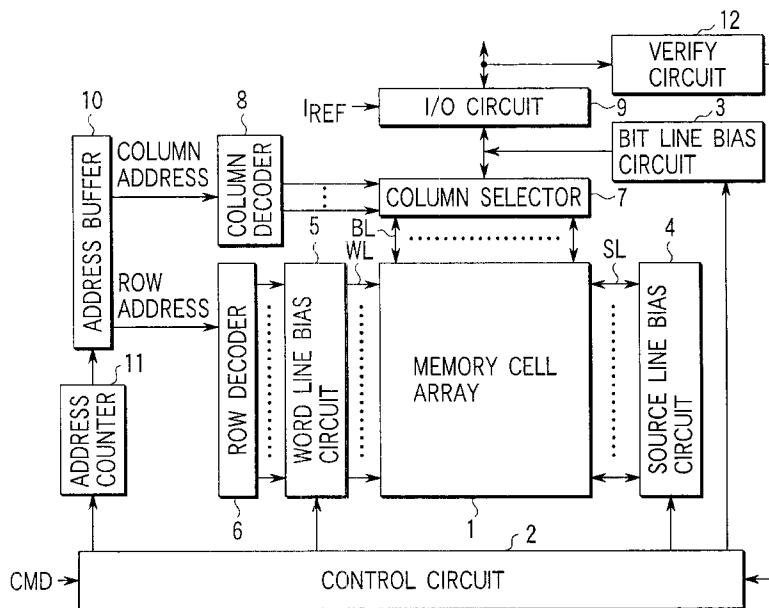 12
VERIFY
CIRCUIT
10
8
IREF
I/O CIRCUIT
9
3
BIT LINE BIAS
CIRCUIT
ADDRESS BUFFER
COLUMN
ADDRESS
COLUMN
DECODER
COLUMN SELECTOR
7
BL
WL
5
SL
4
ROW
ADDRESS
ROW DECODER
WORD LINE BIAS
CIRCUIT
MEMORY CELL
ARRAY
SOURCE LINE BIAS
CIRCUIT
11
ADDRESS
COUNTER
6
1
2
CMD
CONTROL CIRCUIT